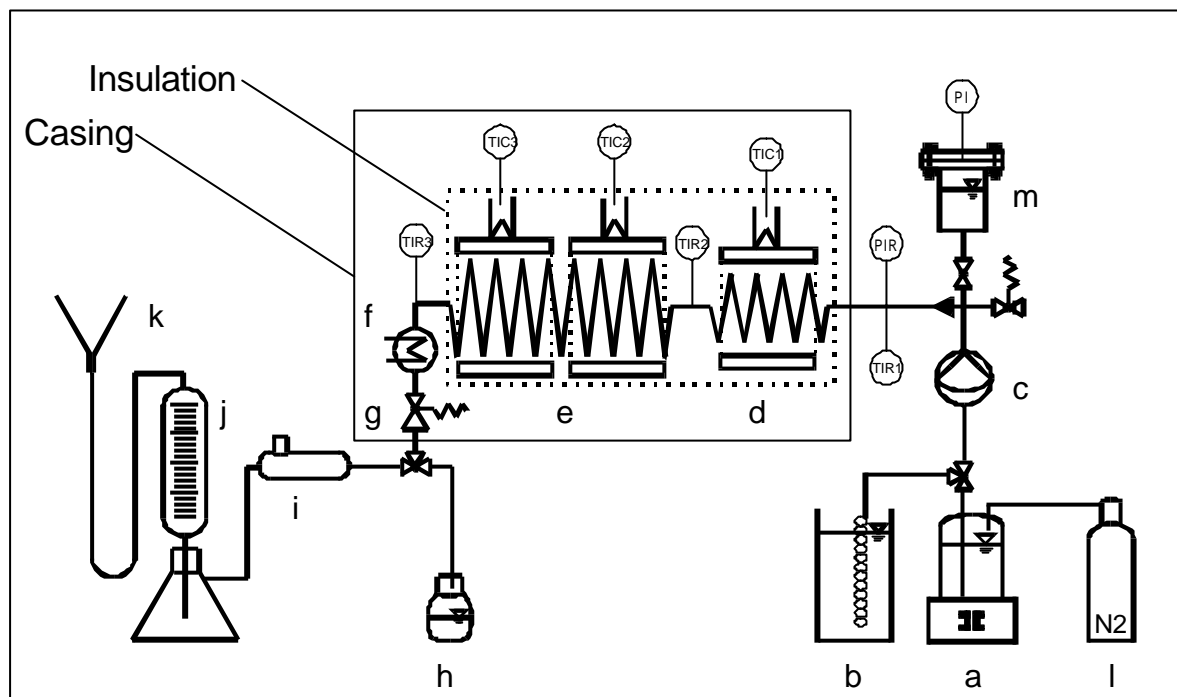 Insulation
Casing
TIC3
TIC2
TIC1
PI
m
TIR3
TIR2
PIR
k
f
TIR1
c
j
g
e
d
i
N2
h
b
a
l